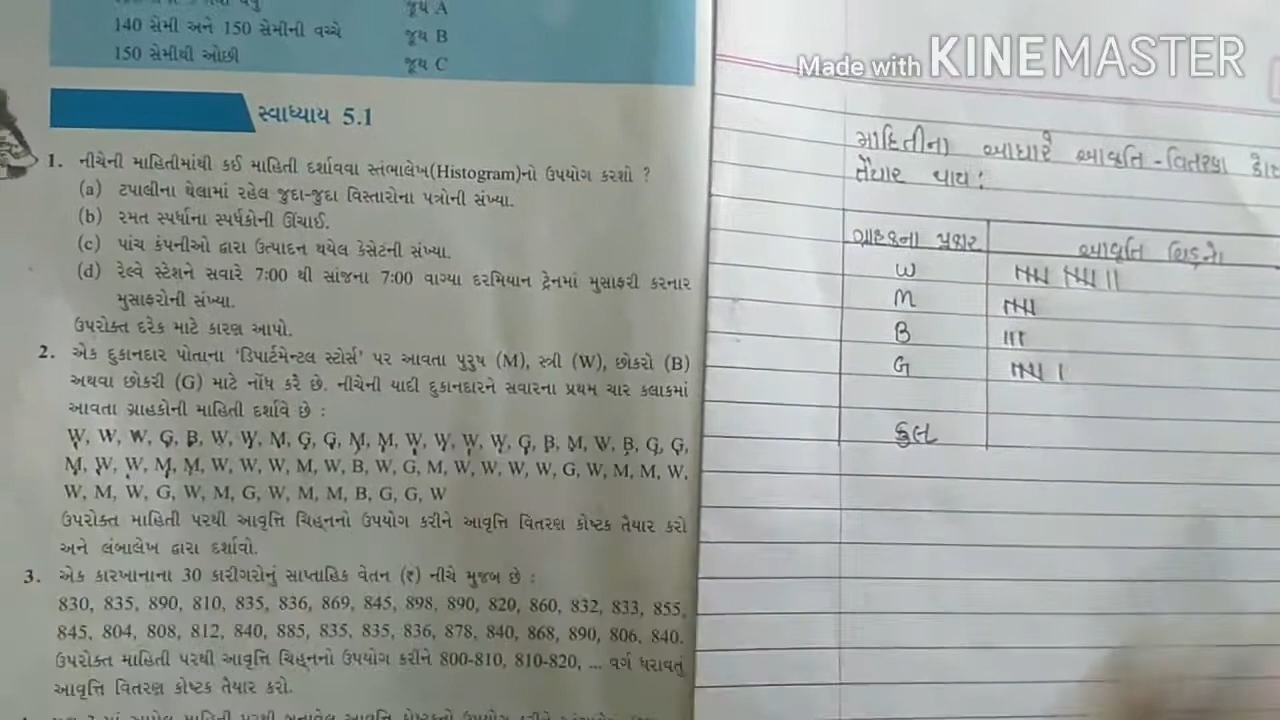 જૂથ A
140 સેમી અને 150 સેમીની વચ્ચે જૂથ B
150 સેમીથી ઓછી જૂથ C
સ્વાધ્યાય 5.1
1. નીચેની માહિતીમાંથી કઈ માહિતી દર્શાવવા સ્તંભાલેખ(Histogram)નો ઉપયોગ કરશો ?
(a) ટપાલીના થેલામાં રહેલ જુદા-જુદા વિસ્તારોના પત્રોની સંખ્યા.
(b) રમત સ્પર્ધાના સ્પર્ધકોની ઊંચાઈ.
(c) પાંચ કંપનીઓ દ્વારા ઉત્પાદન થયેલ કેસેટની સંખ્યા.
(d) રેલ્વે સ્ટેશને સવારે 7:00 થી સાંજના 7:00 વાગ્યા દરમિયાન ટ્રેનમાં મુસાફરી કરનાર
મુસાફરોની સંખ્યા.
ઉપરોક્ત દરેક માટે કારણ આપો.
2. એક દુકાનદાર પોતાના ‘ડિપાર્ટમેન્ટલ સ્ટોર્સ’ પર આવતા પુરુષ (M), સ્ત્રી (W), છોકરો (B)
અથવા છોકરી (G) માટે નોંધ કરે છે. નીચેની યાદી દુકાનદારને સવારના પ્રથમ ચાર કલાકમાં
આવતા ગ્રાહકોની માહિતી દર્શાવે છે :
W, W, W, G, B, W, W, M, G, G, M, M, W, W, W, W, G, B, M, W, B, G, G,
M, W, W, M, M, W, W, W, M, W, B, W, G, M, W, W, W, W, G, W, M, M, W,
W, M, W, G, W, M, G, W, M, M, B, G, G, W
ઉપરોક્ત માહિતી પરથી આવૃત્તિ ચિહ્નનો ઉપયોગ કરીને આવૃત્તિ વિતરણ કોષ્ટક તૈયાર કરો
અને લંબાલેખ દ્વારા દર્શાવો.
3. એક કારખાનાના 30 કારીગરોનું સાપ્તાહિક વેતન (₹) નીચે મુજબ છે :
830, 835, 890, 810, 835, 836, 869, 845, 898, 890, 820, 860, 832, 833, 855,
845, 804, 808, 812, 840, 885, 835, 835, 836, 878, 840, 868, 890, 806, 840.
ઉપરોક્ત માહિતી પરથી આવૃત્તિ ચિહ્નનો ઉપયોગ કરીને 800-810, 810-820, ... વર્ગ ધરાવતું
આવૃત્તિ વિતરણ કોષ્ટક તૈયાર કરો.
Made with KINEMASTER
માહિતીના આધારે આવૃત્તિ-વિતરણ
તૈયાર થાય :
ગ્રાહકના પ્રકાર આવૃત્તિ ચિહ્નો
W
M
B
G
કુલ